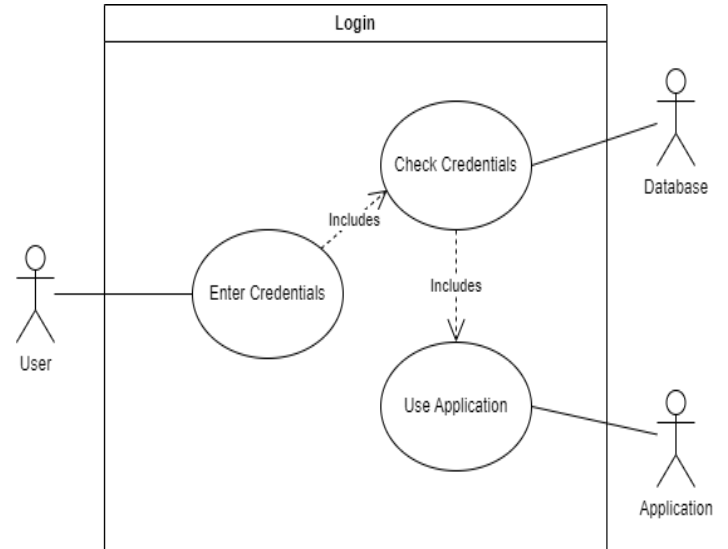 Login
Check Credentials
Database
Includes
Enter Credentials
Includes
User
Use Application
Application